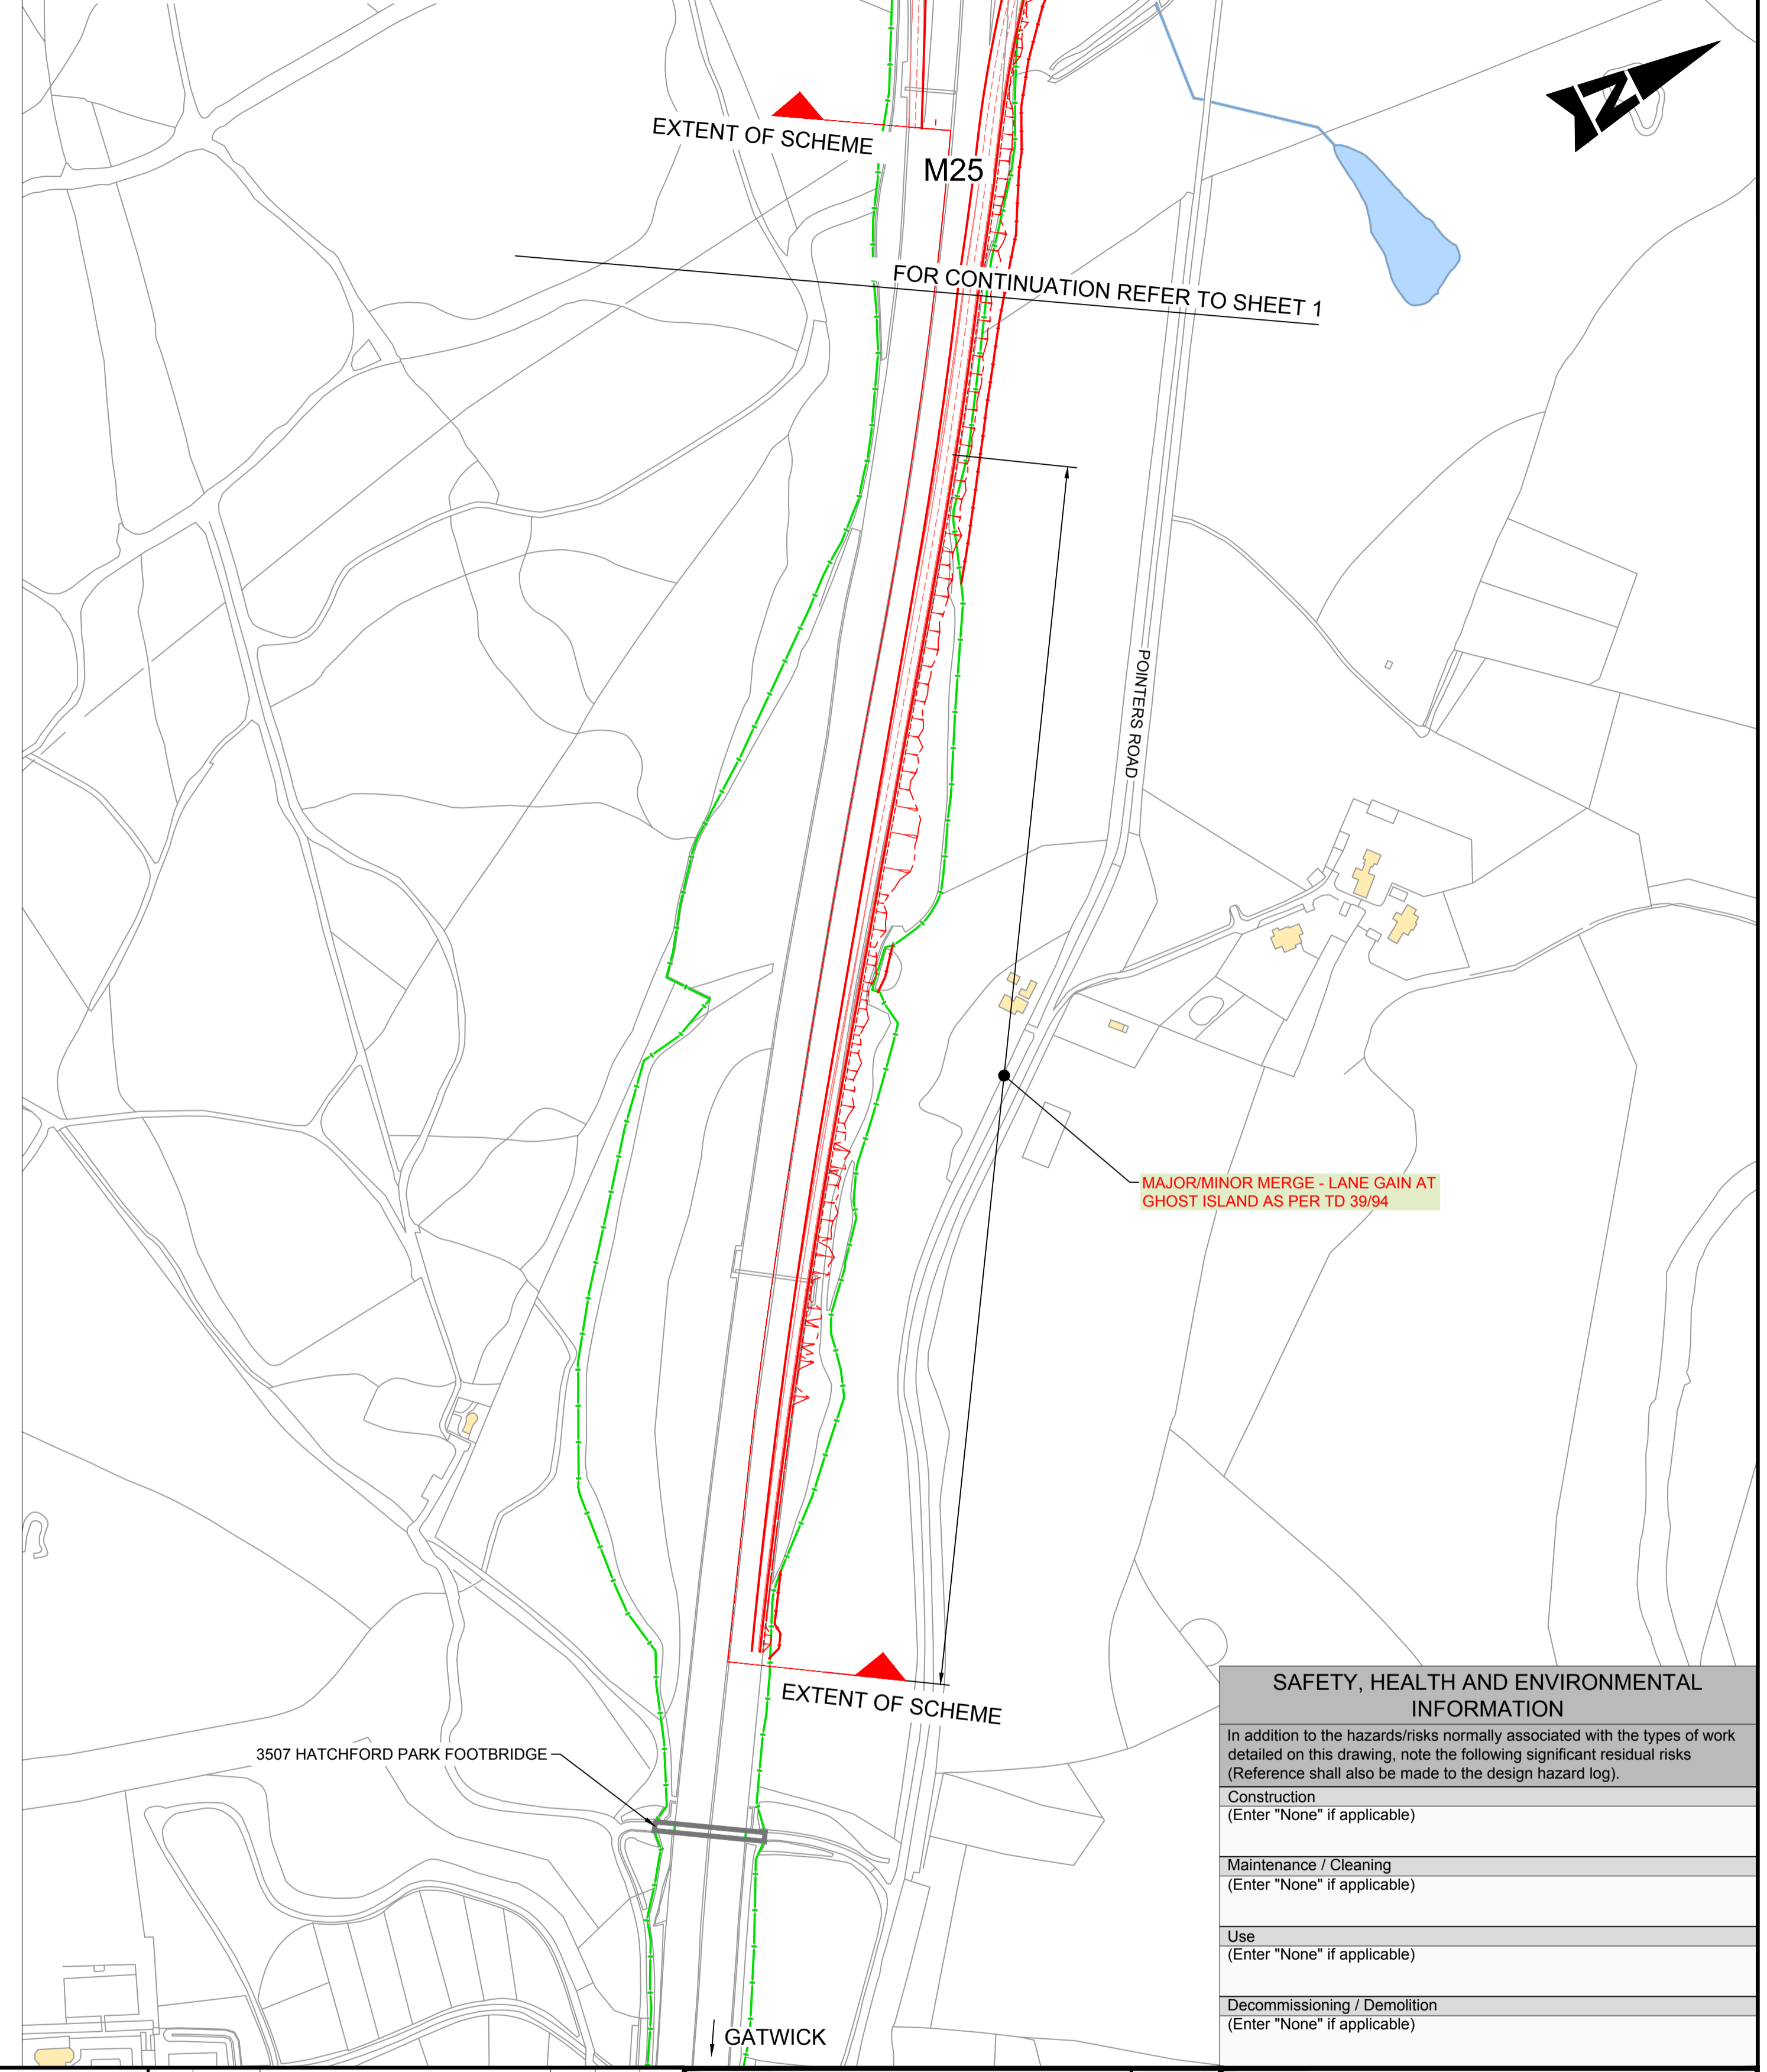 EXTENT OF SCHEME
M25
N
FOR CONTINUATION REFER TO SHEET 1
POINTERS ROAD
MAJOR/MINOR MERGE - LANE GAIN AT
GHOST ISLAND AS PER TD 39/94
EXTENT OF SCHEME
3507 HATCHFORD PARK FOOTBRIDGE
GATWICK
SAFETY, HEALTH AND ENVIRONMENTAL
INFORMATION
In addition to the hazards/risks normally associated with the types of work
detailed on this drawing, note the following significant residual risks
(Reference shall also be made to the design hazard log).
Construction
(Enter "None" if applicable)
Maintenance / Cleaning
(Enter "None" if applicable)
Use
(Enter "None" if applicable)
Decommissioning / Demolition
(Enter "None" if applicable)